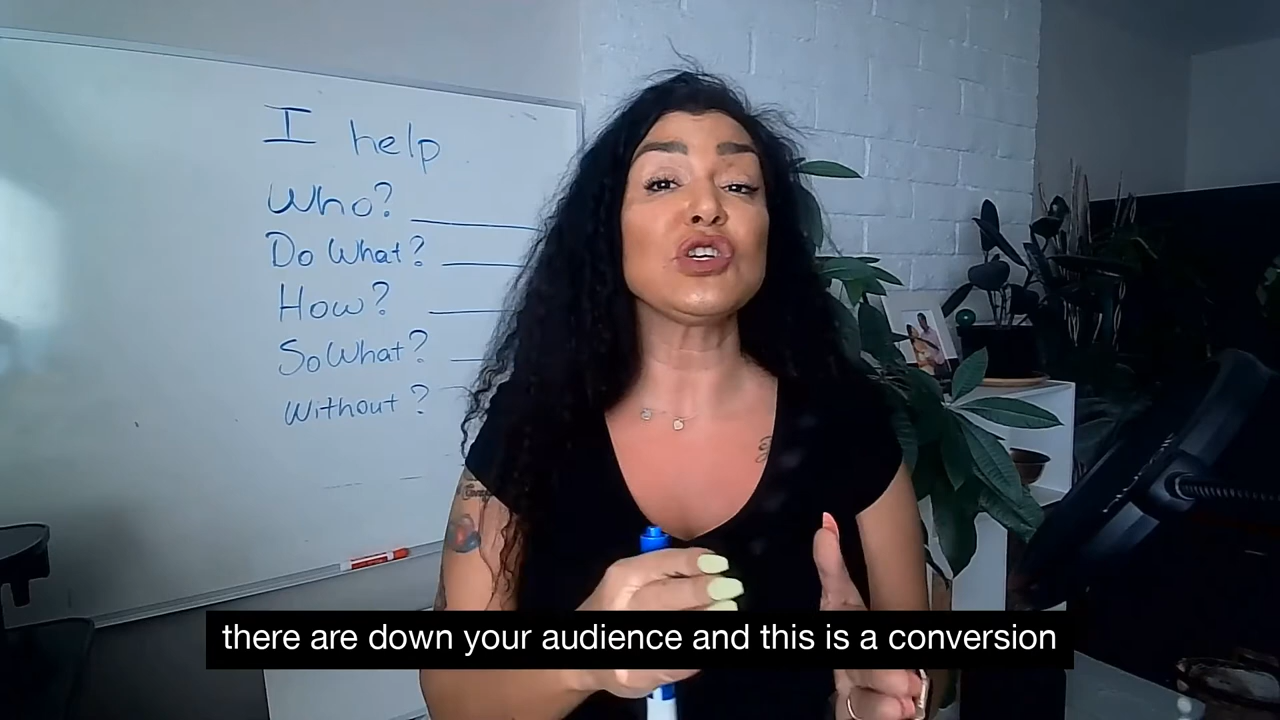 I help
Who?
Do What?
How?
So What?
Without?
there are down your audience and this is a conversion